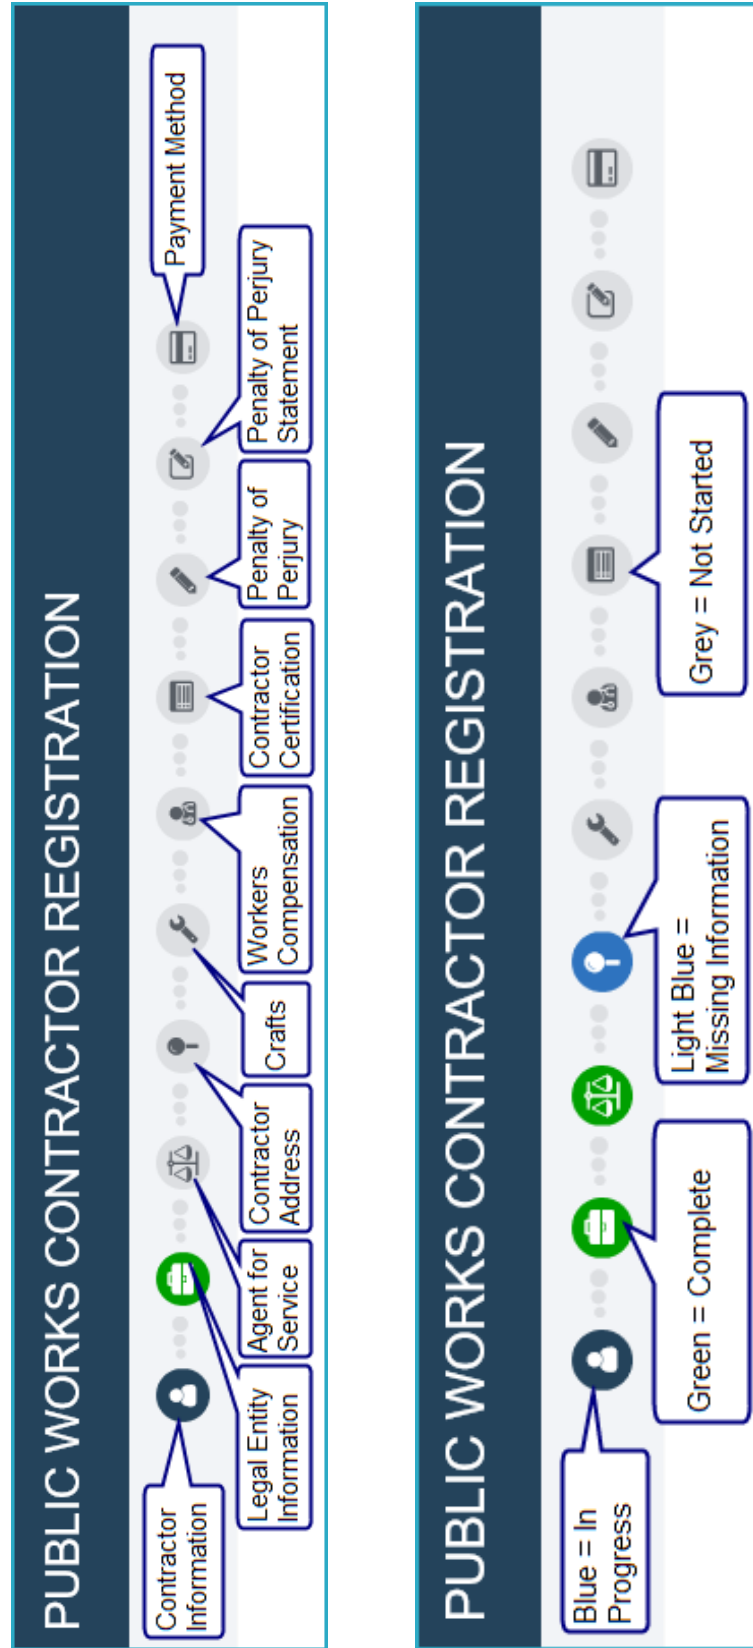 PUBLIC WORKS CONTRACTOR REGISTRATION
Contractor
Information
Legal Entity
Information
Agent for
Service
Contractor
Address
Crafts
Workers
Compensation
Contractor
Certification
Penalty of
Perjury
Penalty of Perjury
Statement
Payment Method
PUBLIC WORKS CONTRACTOR REGISTRATION
Blue = In
Progress
Green = Complete
Light Blue =
Missing Information
Grey = Not Started